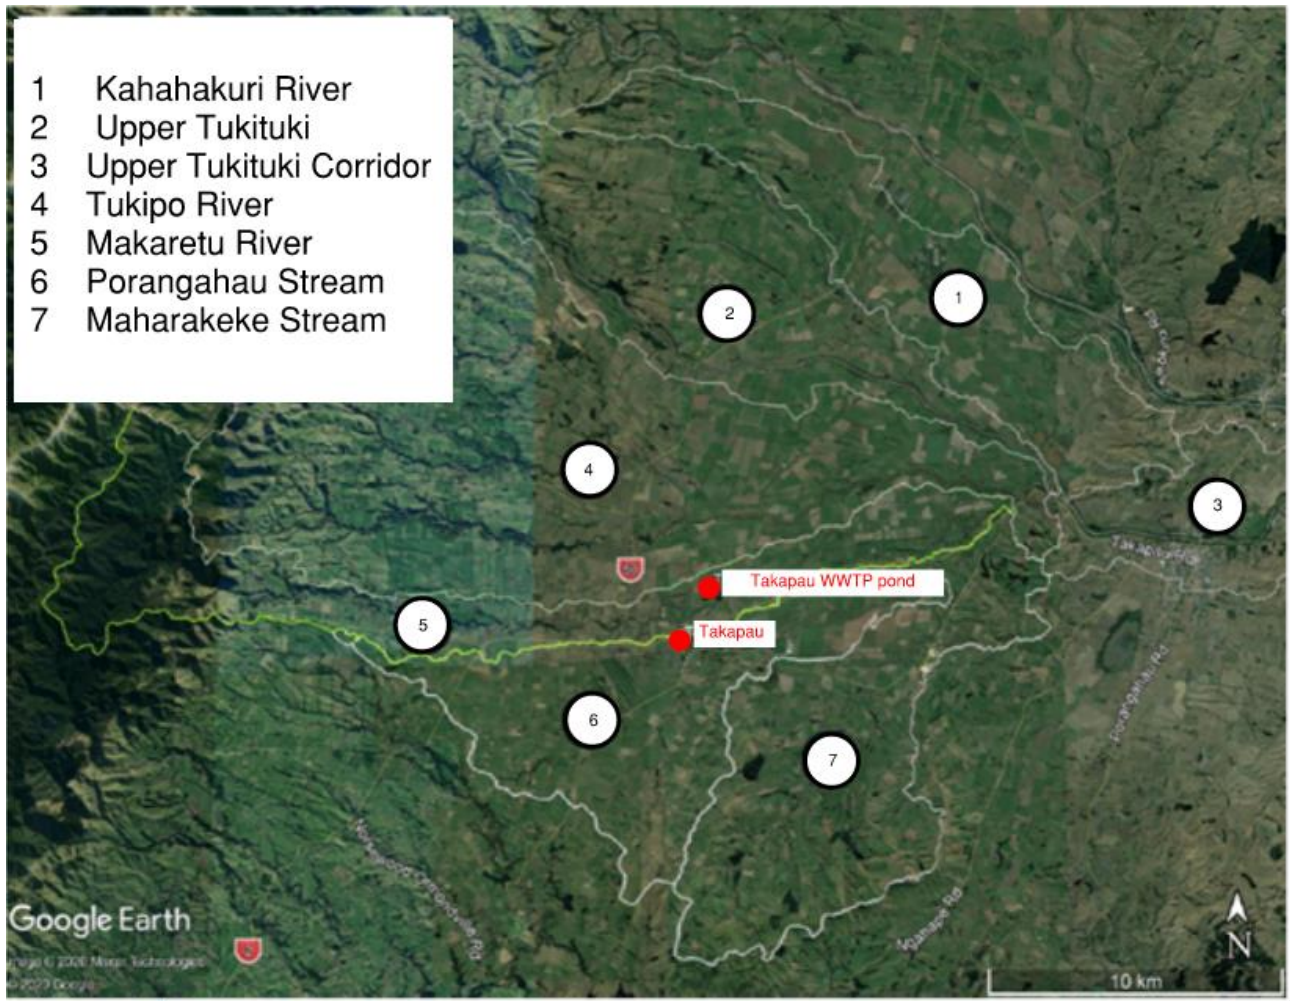 1 Kahahakuri River
2 Upper Tukituki
3 Upper Tukituki Corridor
4 Tukipo River
5 Makaretu River
6 Porangahau Stream
7 Maharakeke Stream
1
2
4
3
Takapau WWTP pond
5
Takapau
6
7
Porangahau Rd
Google Earth
N
10 km